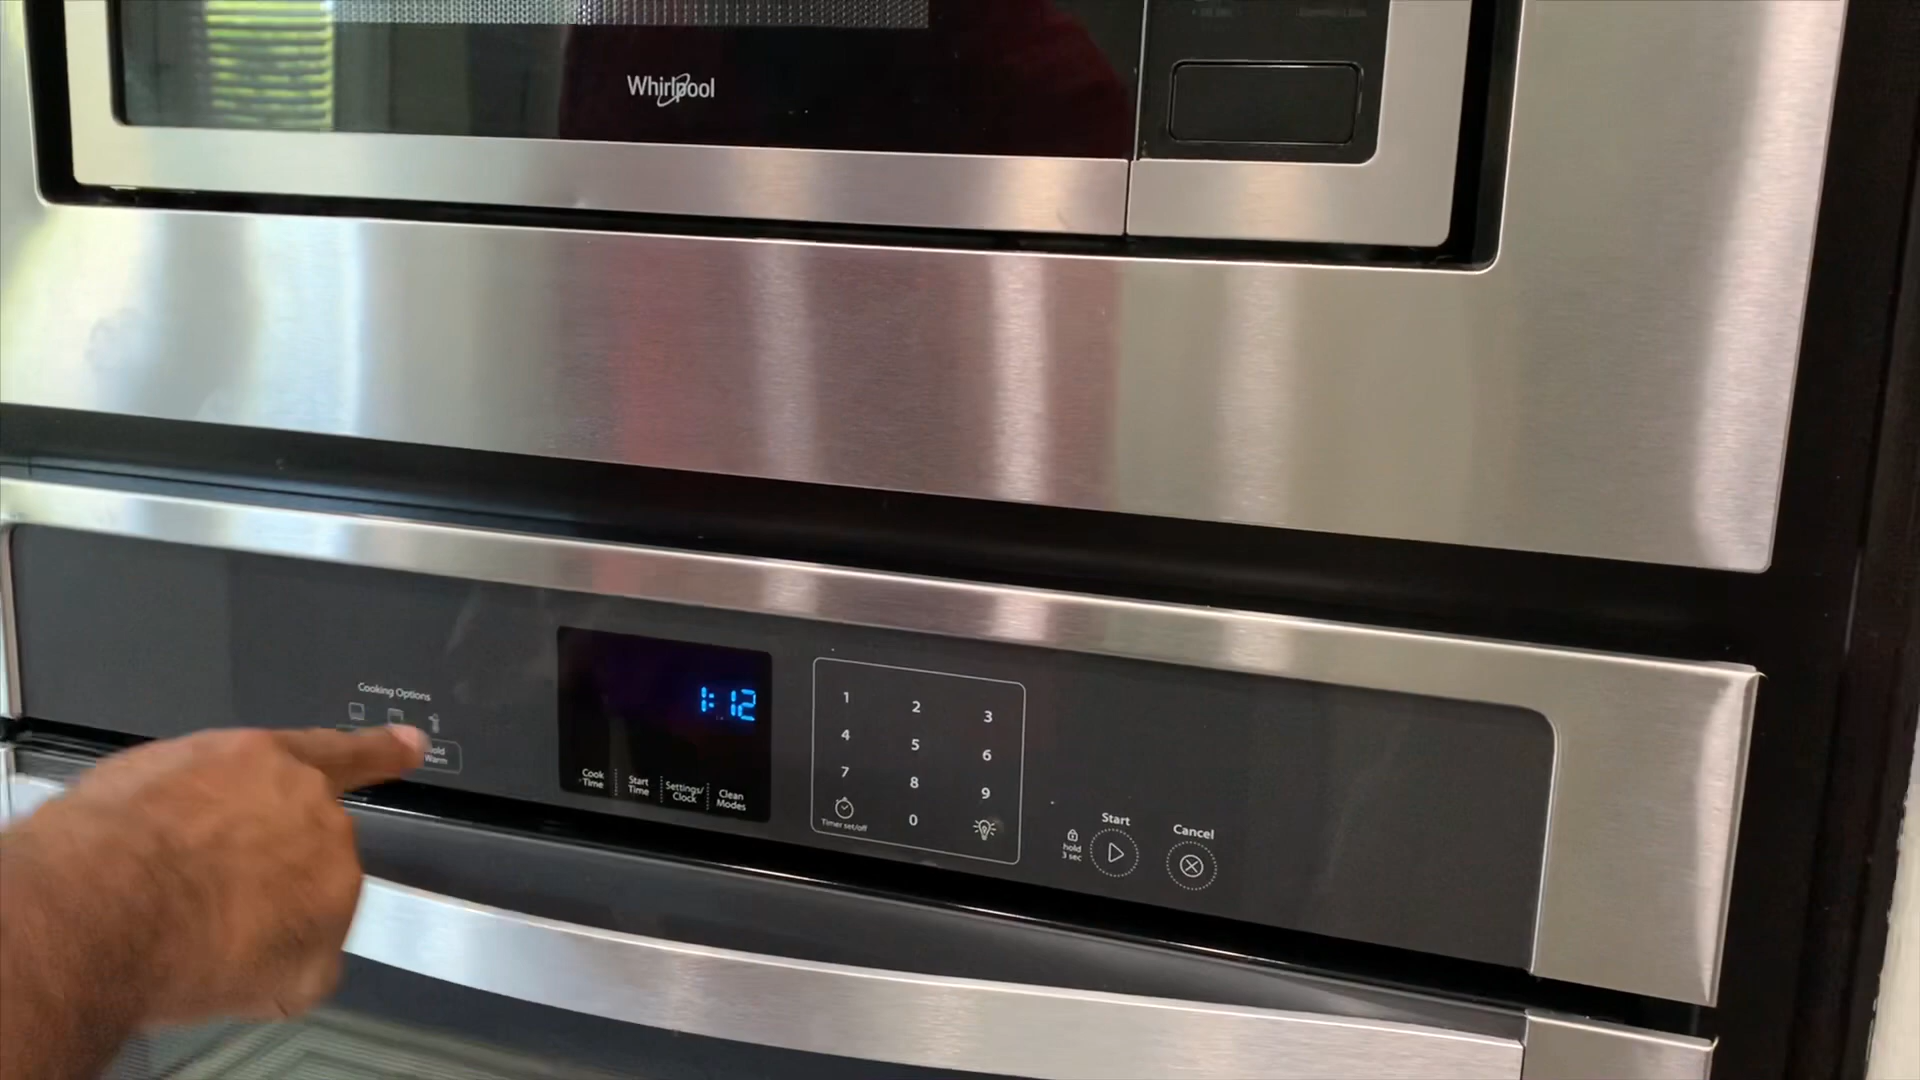 Whirlpool
Cooking Options
Warm
1:12
Cook
Time
Start
Time
Settings/
Clock
Clean
Modes
1 2 3
4 5 6
7 8 9
0
Timer set/off
hold
3 sec
Start
Cancel